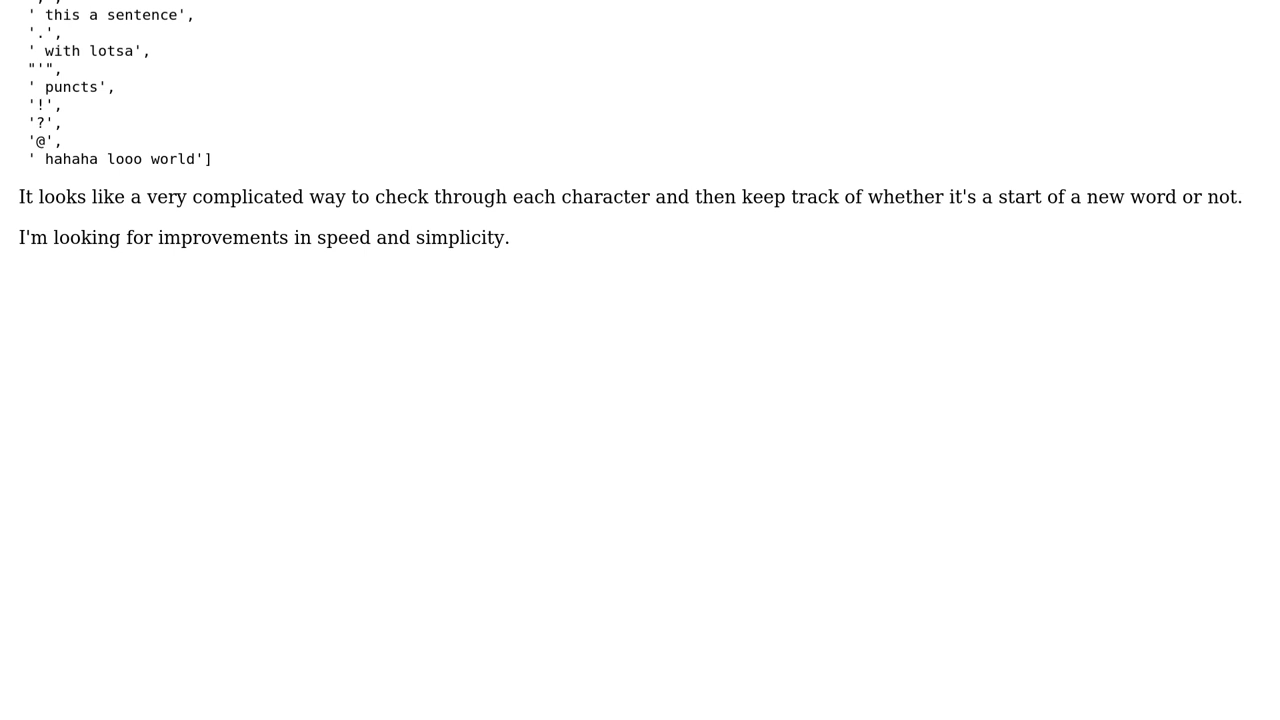 ' this a sentence',
'.',
' with lotsa',
"'",
' puncts',
'!',
'?',
'@',
' hahaha looo world']
It looks like a very complicated way to check through each character and then keep track of whether it's a start of a new word or not.
I'm looking for improvements in speed and simplicity.